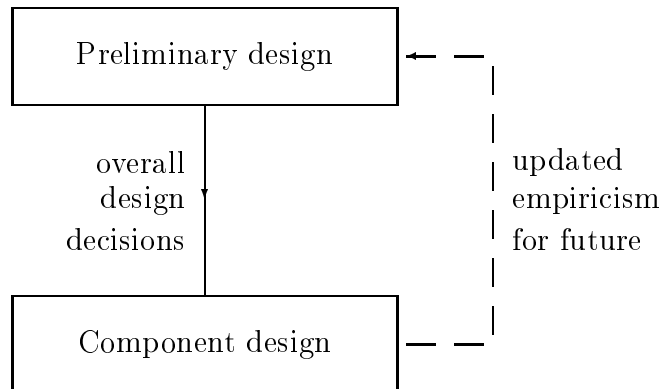 Preliminary design
overall
design
decisions
updated
empiricism
for future
Component design